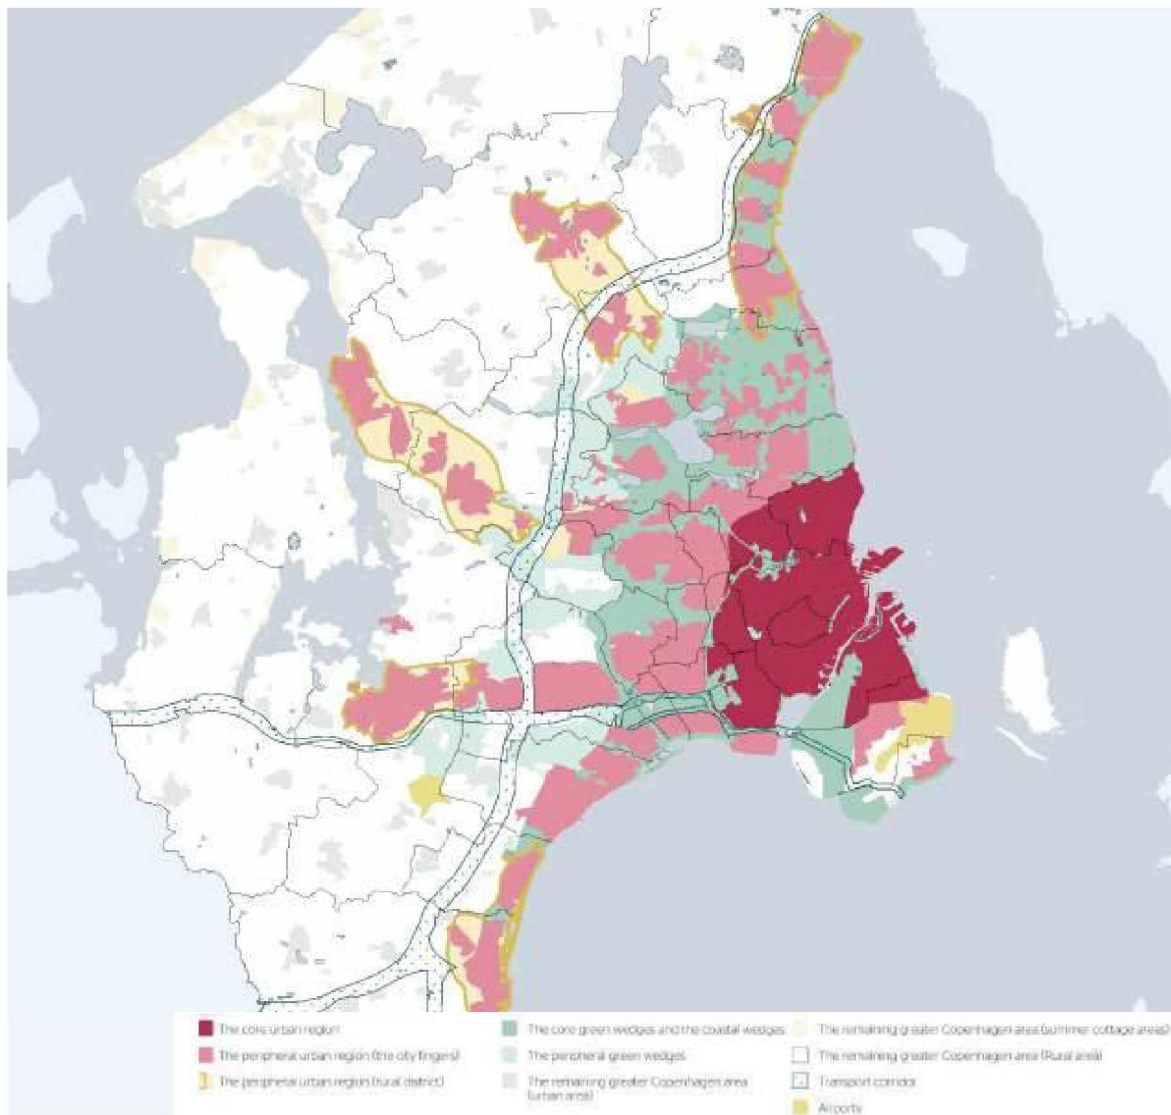 The core urban region
The peripheral urban region (the city fingers)
The peripheral urban region (rural district)
The core green wedges and the coastal wedges
The peripheral green wedges
The remaining greater Copenhagen area
(urban area)
The remaining greater Copenhagen area (summer cottage areas)
The remaining greater Copenhagen area (Rural area)
Transport corridor
Airports